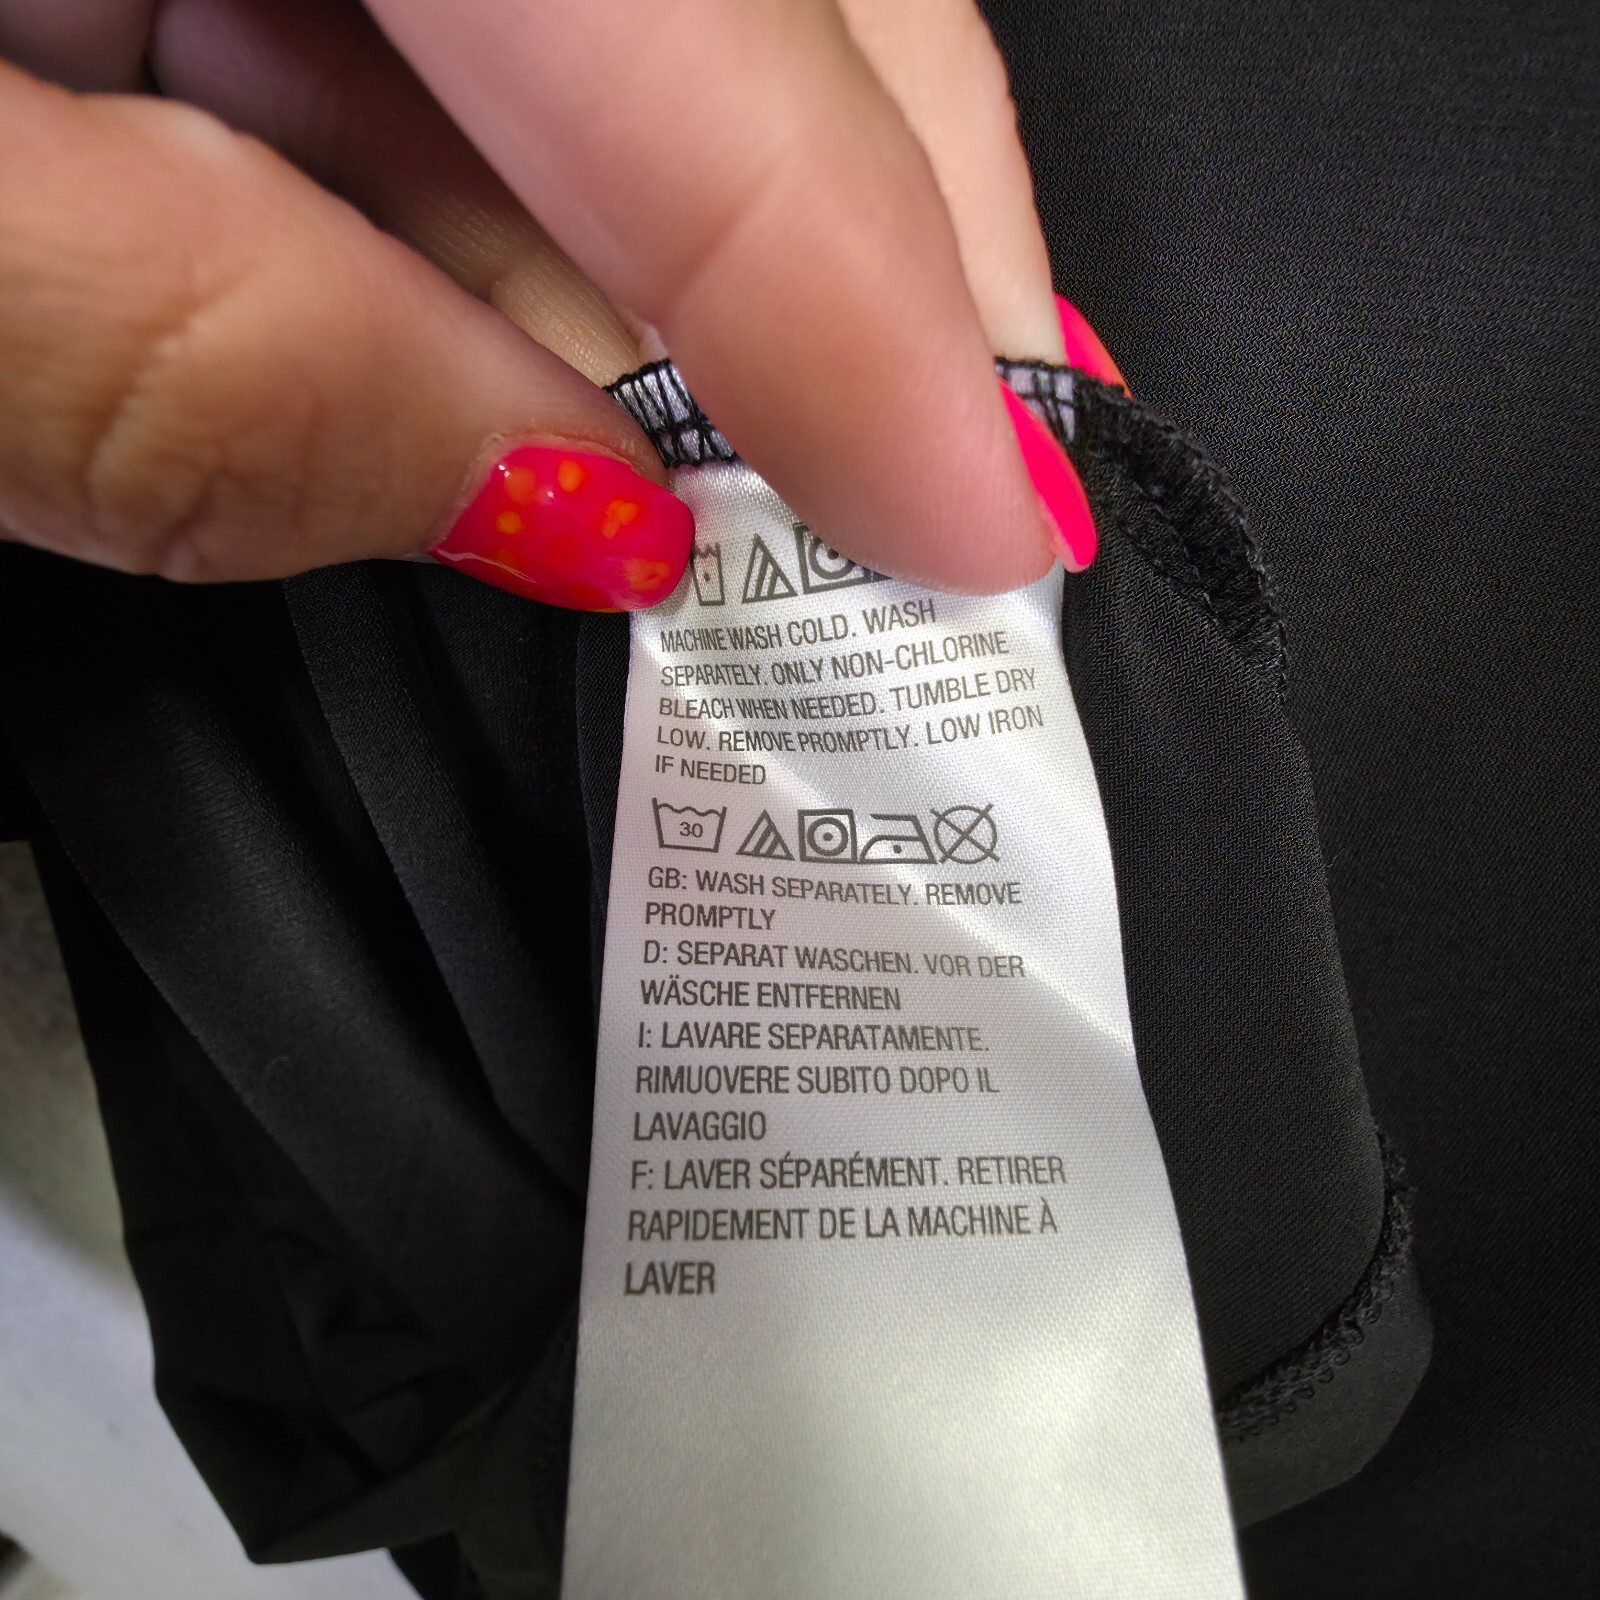 MACHINE WASH COLD. WASH
SEPARATELY. ONLY NON-CHLORINE
BLEACH WHEN NEEDED. TUMBLE DRY
LOW. REMOVE PROMPTLY. LOW IRON
IF NEEDED
30
GB: WASH SEPARATELY. REMOVE
PROMPTLY
D: SEPARAT WASCHEN. VOR DER
WÄSCHE ENTFERNEN
I: LAVARE SEPARATAMENTE.
RIMUOVERE SUBITO DOPO IL
LAVAGGIO
F: LAVER SÉPARÉMENT. RETIRER
RAPIDEMENT DE LA MACHINE À
LAVER